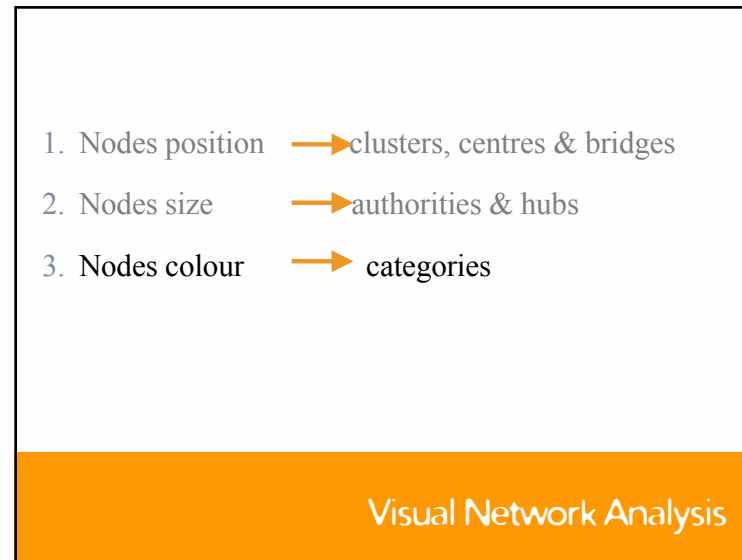 1. Nodes position clusters, centres & bridges
2. Nodes size authorities & hubs
3. Nodes colour categories
Visual Network Analysis